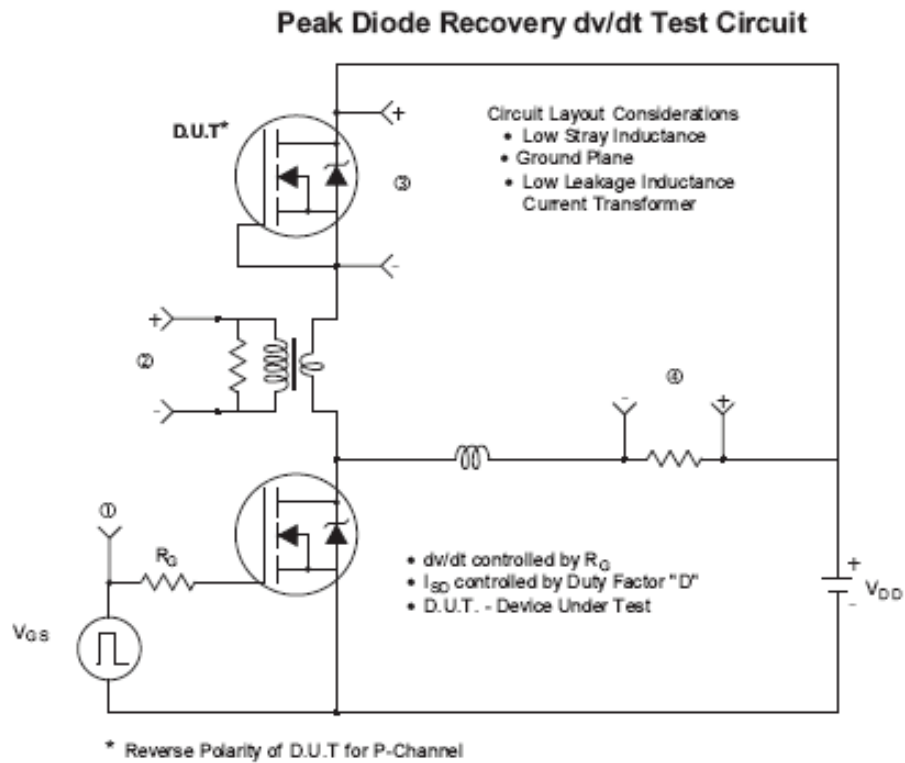 Peak Diode Recovery dv/dt Test Circuit
D.U.T*
+
-
③
Circuit Layout Considerations
• Low Stray Inductance
• Ground Plane
• Low Leakage Inductance
Current Transformer
+
②
-
④
-
+
①
RG
VGS
• dv/dt controlled by RG
• ISD controlled by Duty Factor "D"
• D.U.T. - Device Under Test
+
VDD
-
* Reverse Polarity of D.U.T for P-Channel